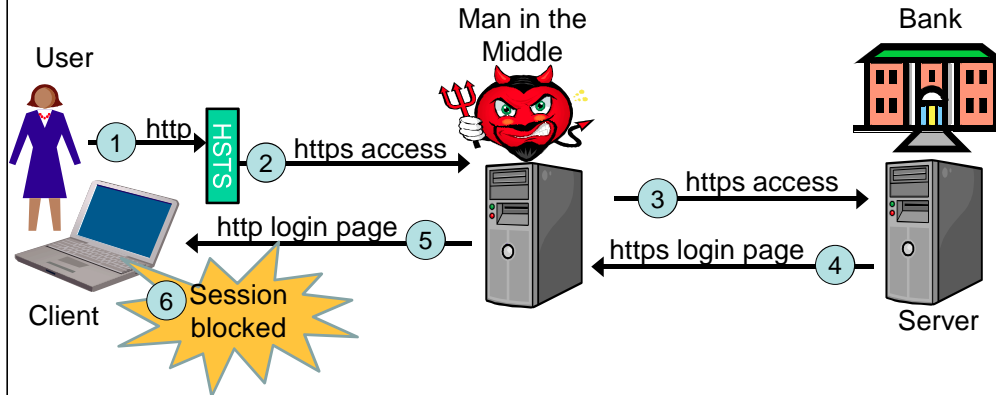 Man in the
Middle
Bank
User
1 http
HSTS
2 https access
3 https access
http login page 5
https login page 4
6 Session
blocked
Client
Server